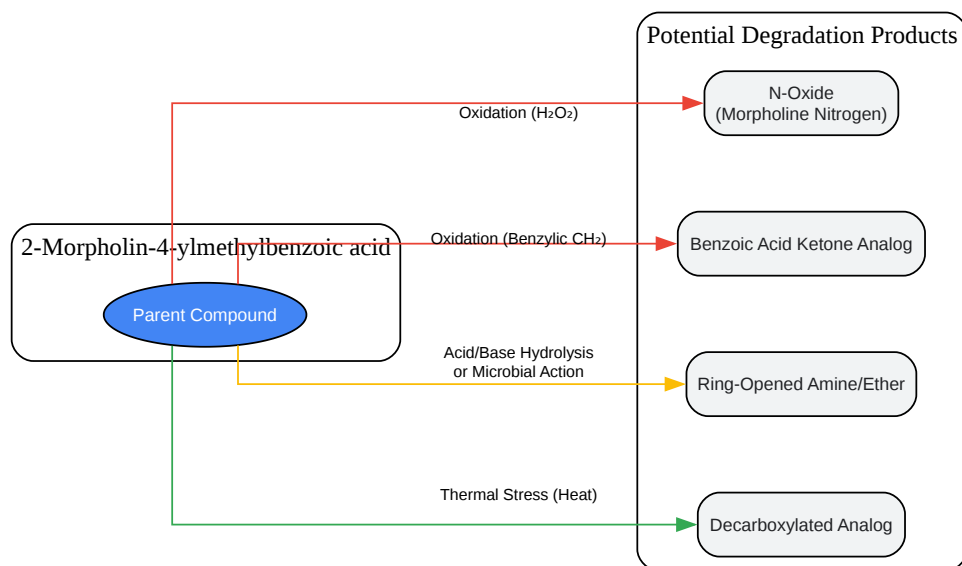 Potential Degradation Products
N-Oxide
(Morpholine Nitrogen)
Oxidation (H₂O₂)
2-Morpholin-4-ylmethylbenzoic acid
Oxidation (Benzylic CH₂)
Benzoic Acid Ketone Analog
Parent Compound
Acid/Base Hydrolysis
or Microbial Action
Ring-Opened Amine/Ether
Thermal Stress (Heat)
Decarboxylated Analog